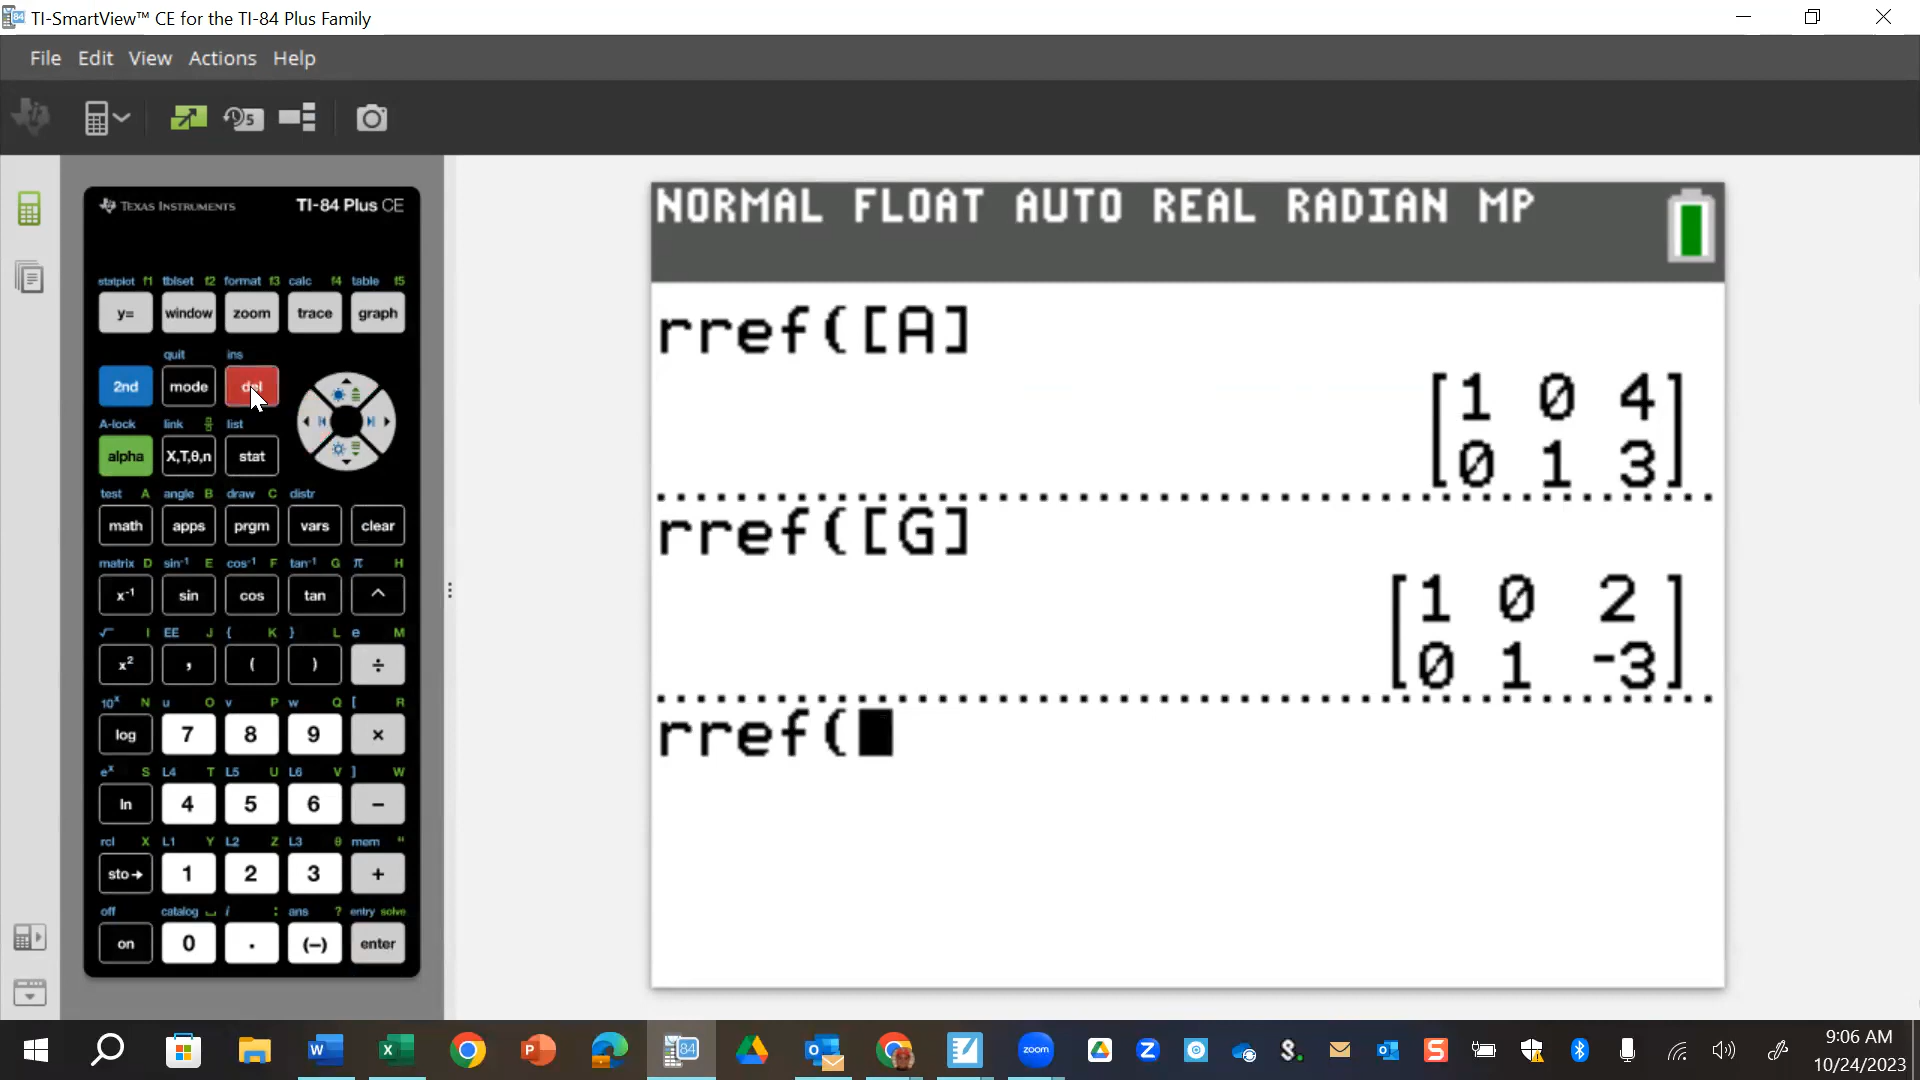 TI-SmartView™ CE for the TI-84 Plus Family
File Edit View Actions Help
TEXAS INSTRUMENTS TI-84 Plus CE
statplot f1 tblset f2 format f3 calc f4 table f5
y= window zoom trace graph
quit ins
2nd mode del
A-lock link list
alpha X,T,θ,n stat
test A angle B draw C distr
math apps prgm vars clear
matrix D sin-1 E cos-1 F tan-1 G π H
x-1 sin cos tan ^
√ I EE J { K } L e M
x² , ( ) ÷
10ˣ N u O v P w Q [ R
log 7 8 9 ×
eˣ S L4 T L5 U L6 V ] W
ln 4 5 6 −
rcl X L1 Y L2 Z L3 θ mem "
sto→ 1 2 3 +
off catalog ⎵ i : ans ? entry solve
on 0 . (−) enter
NORMAL FLOAT AUTO REAL RADIAN MP
rref([A]
[1 0 4]
[0 1 3]
rref([G]
[1 0 2]
[0 1 -3]
rref(
84
zoom
9:06 AM
10/24/2023